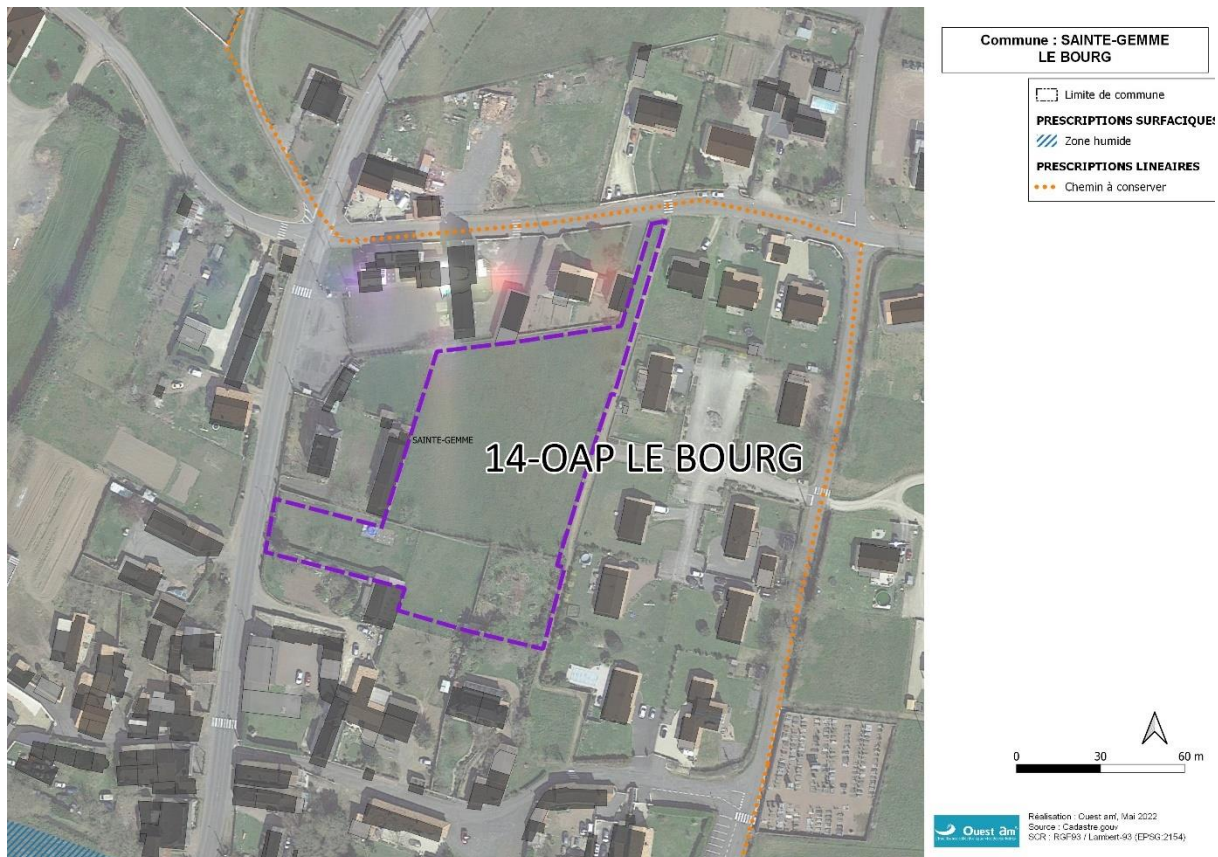 Commune : SAINTE-GEMME
LE BOURG
Limite de commune
PRESCRIPTIONS SURFACIQUES
Zone humide
PRESCRIPTIONS LINEAIRES
Chemin à conserver
SAINTE-GEMME
14-OAP LE BOURG
0 30 60 m
Ouest am'
Réalisation : Ouest am', Mai 2022
Source : Cadastre.gouv
SCR : RGF93 / Lambert-93 (EPSG:2154)